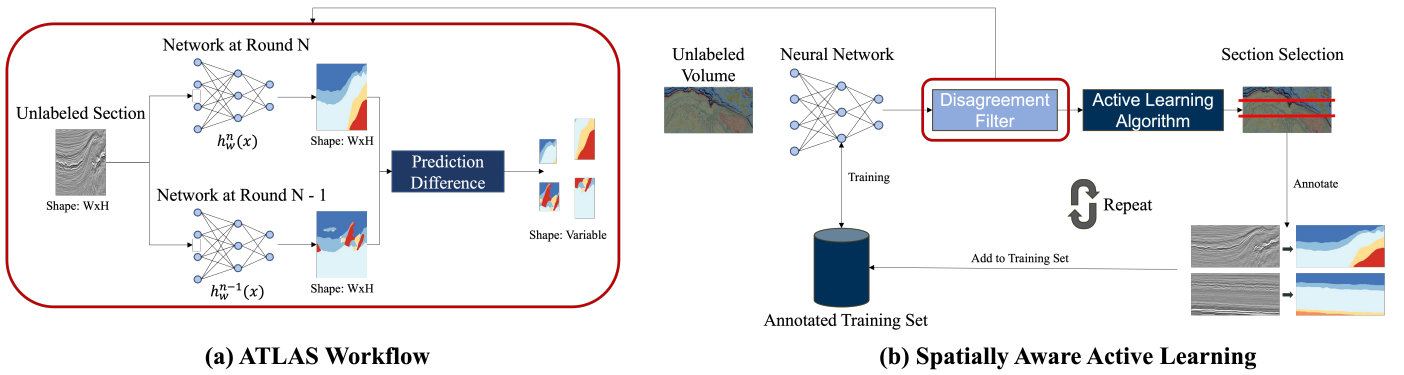 Network at Round N
Unlabeled Section
Shape: WxH
$h_w^n(x)$
Shape: WxH
Network at Round N - 1
$h_w^{n-1}(x)$
Shape: WxH
Prediction
Difference
Shape: Variable
(a) ATLAS Workflow
Unlabeled
Volume
Neural Network
Disagreement
Filter
Active Learning
Algorithm
Section Selection
Training
Annotate
Repeat
Add to Training Set
Annotated Training Set
(b) Spatially Aware Active Learning